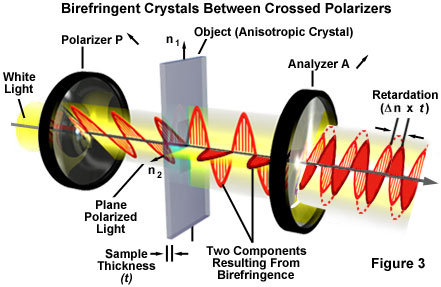 Birefringent Crystals Between Crossed Polarizers
Polarizer P
n1
Object (Anisotropic Crystal)
Analyzer A
White
Light
Retardation
(Δn x t)
n2
Plane
Polarized
Light
Sample
Thickness
(t)
Two Components
Resulting From
Birefringence
Figure 3